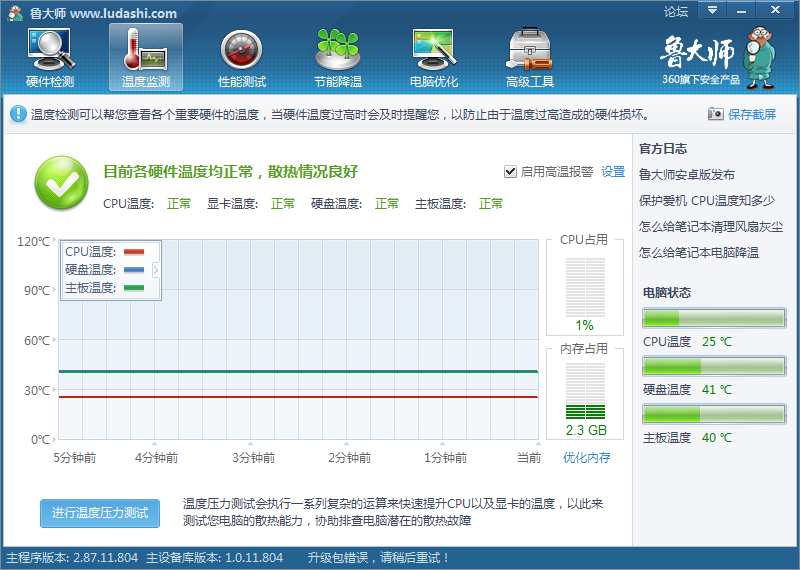 鲁大师 www.ludashi.com
论坛
硬件检测
温度监测
性能测试
节能降温
电脑优化
高级工具
鲁大师
360旗下安全产品
温度检测可以帮您查看各个重要硬件的温度，当硬件温度过高时会及时提醒您，以防止由于温度过高造成的硬件损坏。
保存截屏
目前各硬件温度均正常，散热情况良好
启用高温报警 设置
CPU温度: 正常 显卡温度: 正常 硬盘温度: 正常 主板温度: 正常
120℃
90℃
60℃
30℃
0℃
CPU温度:
硬盘温度:
主板温度:
5分钟前 4分钟前 3分钟前 2分钟前 1分钟前 当前
CPU占用
1%
内存占用
2.3 GB
优化内存
进行温度压力测试
温度压力测试会执行一系列复杂的运算来快速提升CPU以及显卡的温度，以此来
测试您电脑的散热能力，协助排查电脑潜在的散热故障
官方日志
鲁大师安卓版发布
保护爱机 CPU温度知多少
怎么给笔记本清理风扇灰尘
怎么给笔记本电脑降温
电脑状态
CPU温度 25 ℃
硬盘温度 41 ℃
主板温度 40 ℃
主程序版本: 2.87.11.804 主设备库版本: 1.0.11.804 升级包错误，请稍后重试！